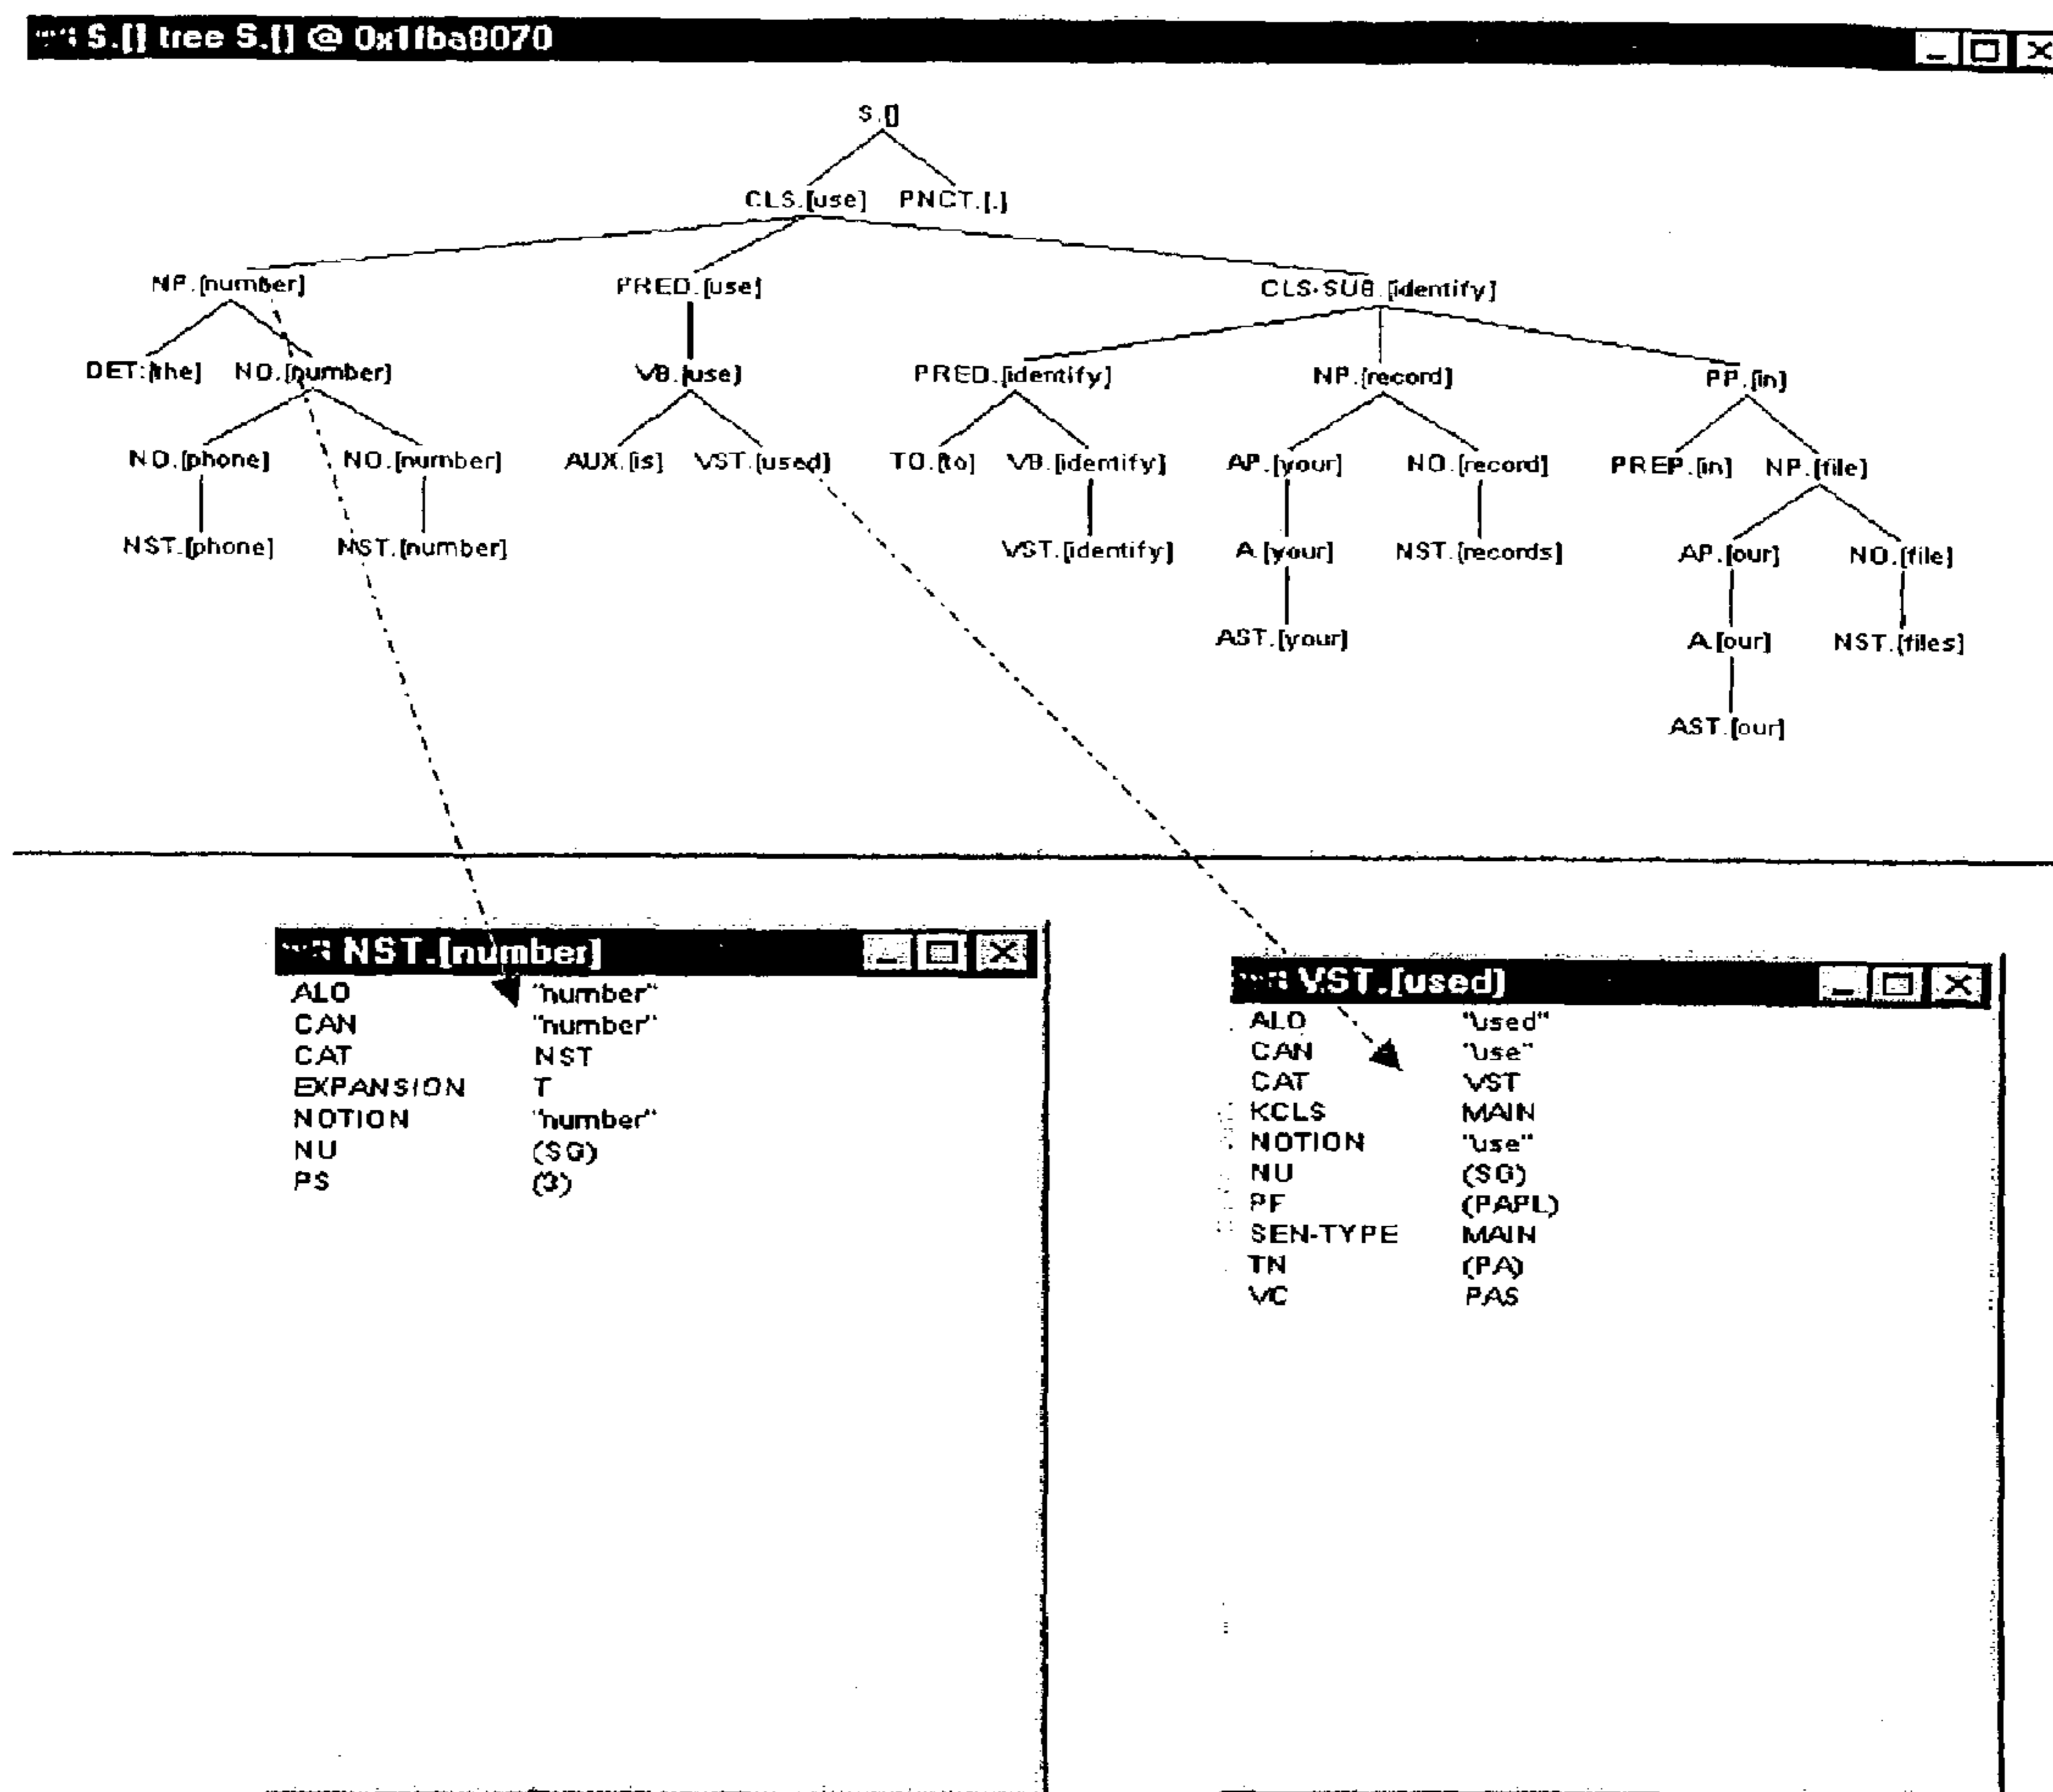 S.[] tree S.[] @ 0x1fba8070
S.[]
CLS.[use] PNCT.[.]
NP.[number] PRED.[use] CLS-SUB.[identify]
DET.[the] NO.[number] VB.[use] PRED.[identify] NP.[record] PP.[in]
NO.[phone] NO.[number] AUX.[is] VST.[used] TO.[to] VB.[identify] AP.[your] NO.[record] PREP.[in] NP.[file]
NST.[phone] NST.[number] VST.[identify] A.[your] NST.[records] AP.[our] NO.[file]
AST.[your] A.[our] NST.[files]
AST.[our]
NST.[number]
ALO "number"
CAN "number"
CAT NST
EXPANSION T
NOTION "number"
NU (SG)
PS (3)
VST.[used]
ALO "used"
CAN "use"
CAT VST
KCLS MAIN
NOTION "use"
NU (SG)
PF (PAPL)
SEN-TYPE MAIN
TN (PA)
VC PAS